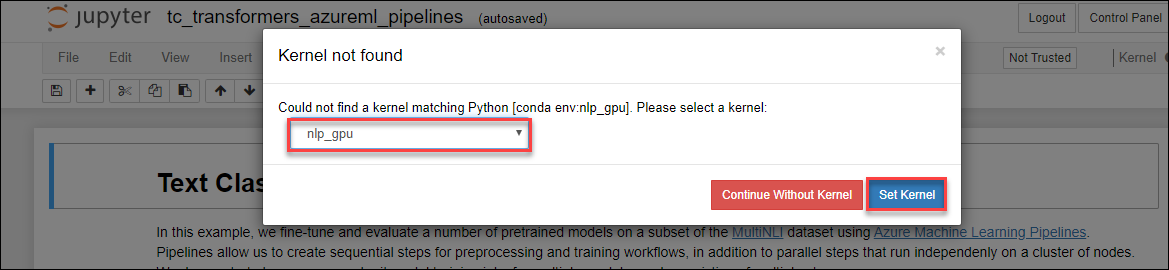 jupyter tc_transformers_azureml_pipelines (autosaved) Logout Control Panel
Kernel not found ×
File Edit View Insert Not Trusted Kernel
Could not find a kernel matching Python [conda env:nlp_gpu]. Please select a kernel:
nlp_gpu
Text Clas
Continue Without Kernel Set Kernel
In this example, we fine-tune and evaluate a number of pretrained models on a subset of the MultiNLI dataset using Azure Machine Learning Pipelines.
Pipelines allow us to create sequential steps for preprocessing and training workflows, in addition to parallel steps that run independenly on a cluster of nodes.